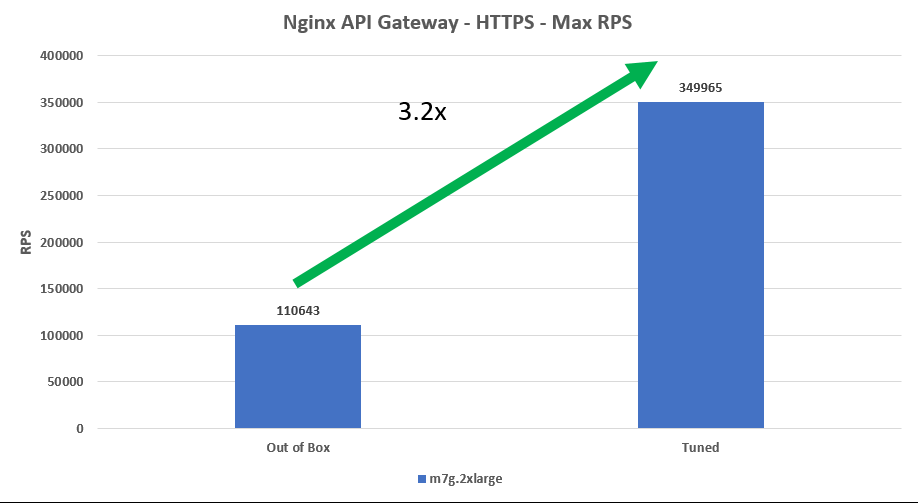 Nginx API Gateway - HTTPS - Max RPS
400000
350000
300000
250000
200000
150000
100000
50000
0
RPS
3.2x
110643
349965
Out of Box
Tuned
m7g.2xlarge